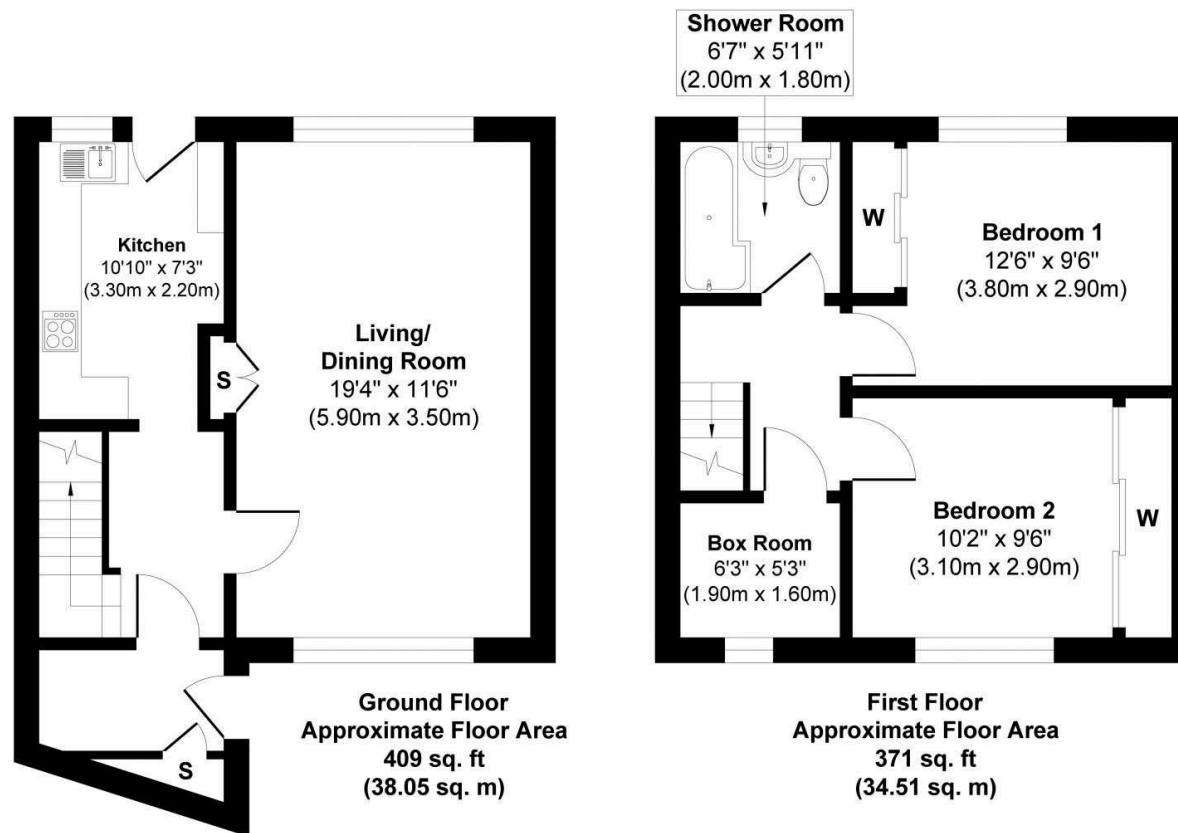 Shower Room
6'7" x 5'11"
(2.00m x 1.80m)
Kitchen
10'10" x 7'3"
(3.30m x 2.20m)
Living/
Dining Room
19'4" x 11'6"
(5.90m x 3.50m)
S
S
Ground Floor
Approximate Floor Area
409 sq. ft
(38.05 sq. m)
W
Bedroom 1
12'6" x 9'6"
(3.80m x 2.90m)
Bedroom 2
10'2" x 9'6"
(3.10m x 2.90m)
W
Box Room
6'3" x 5'3"
(1.90m x 1.60m)
First Floor
Approximate Floor Area
371 sq. ft
(34.51 sq. m)